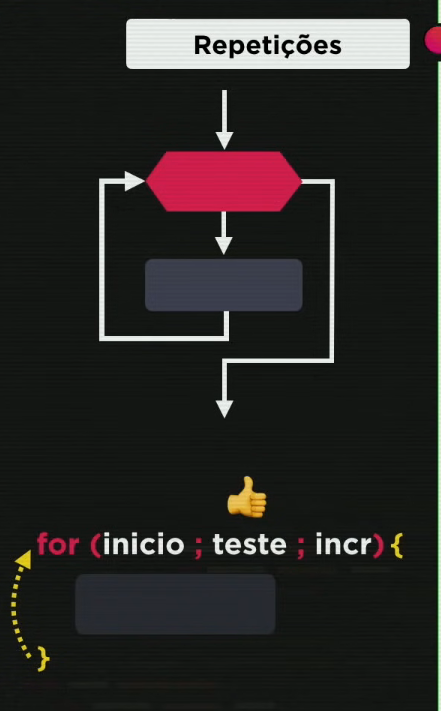 Repetições
for (inicio ; teste ; incr) {
}